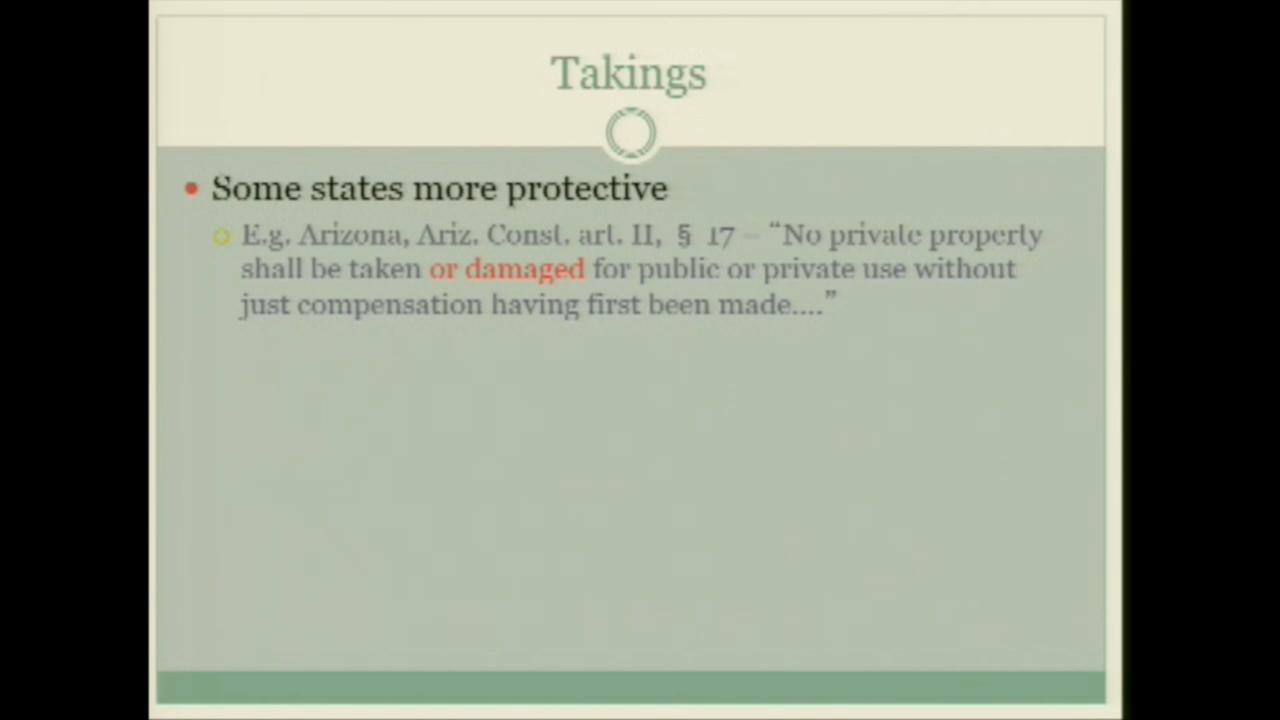 Takings
Some states more protective
E.g. Arizona, Ariz. Const. art. II, § 17 – “No private property
shall be taken or damaged for public or private use without
just compensation having first been made....”